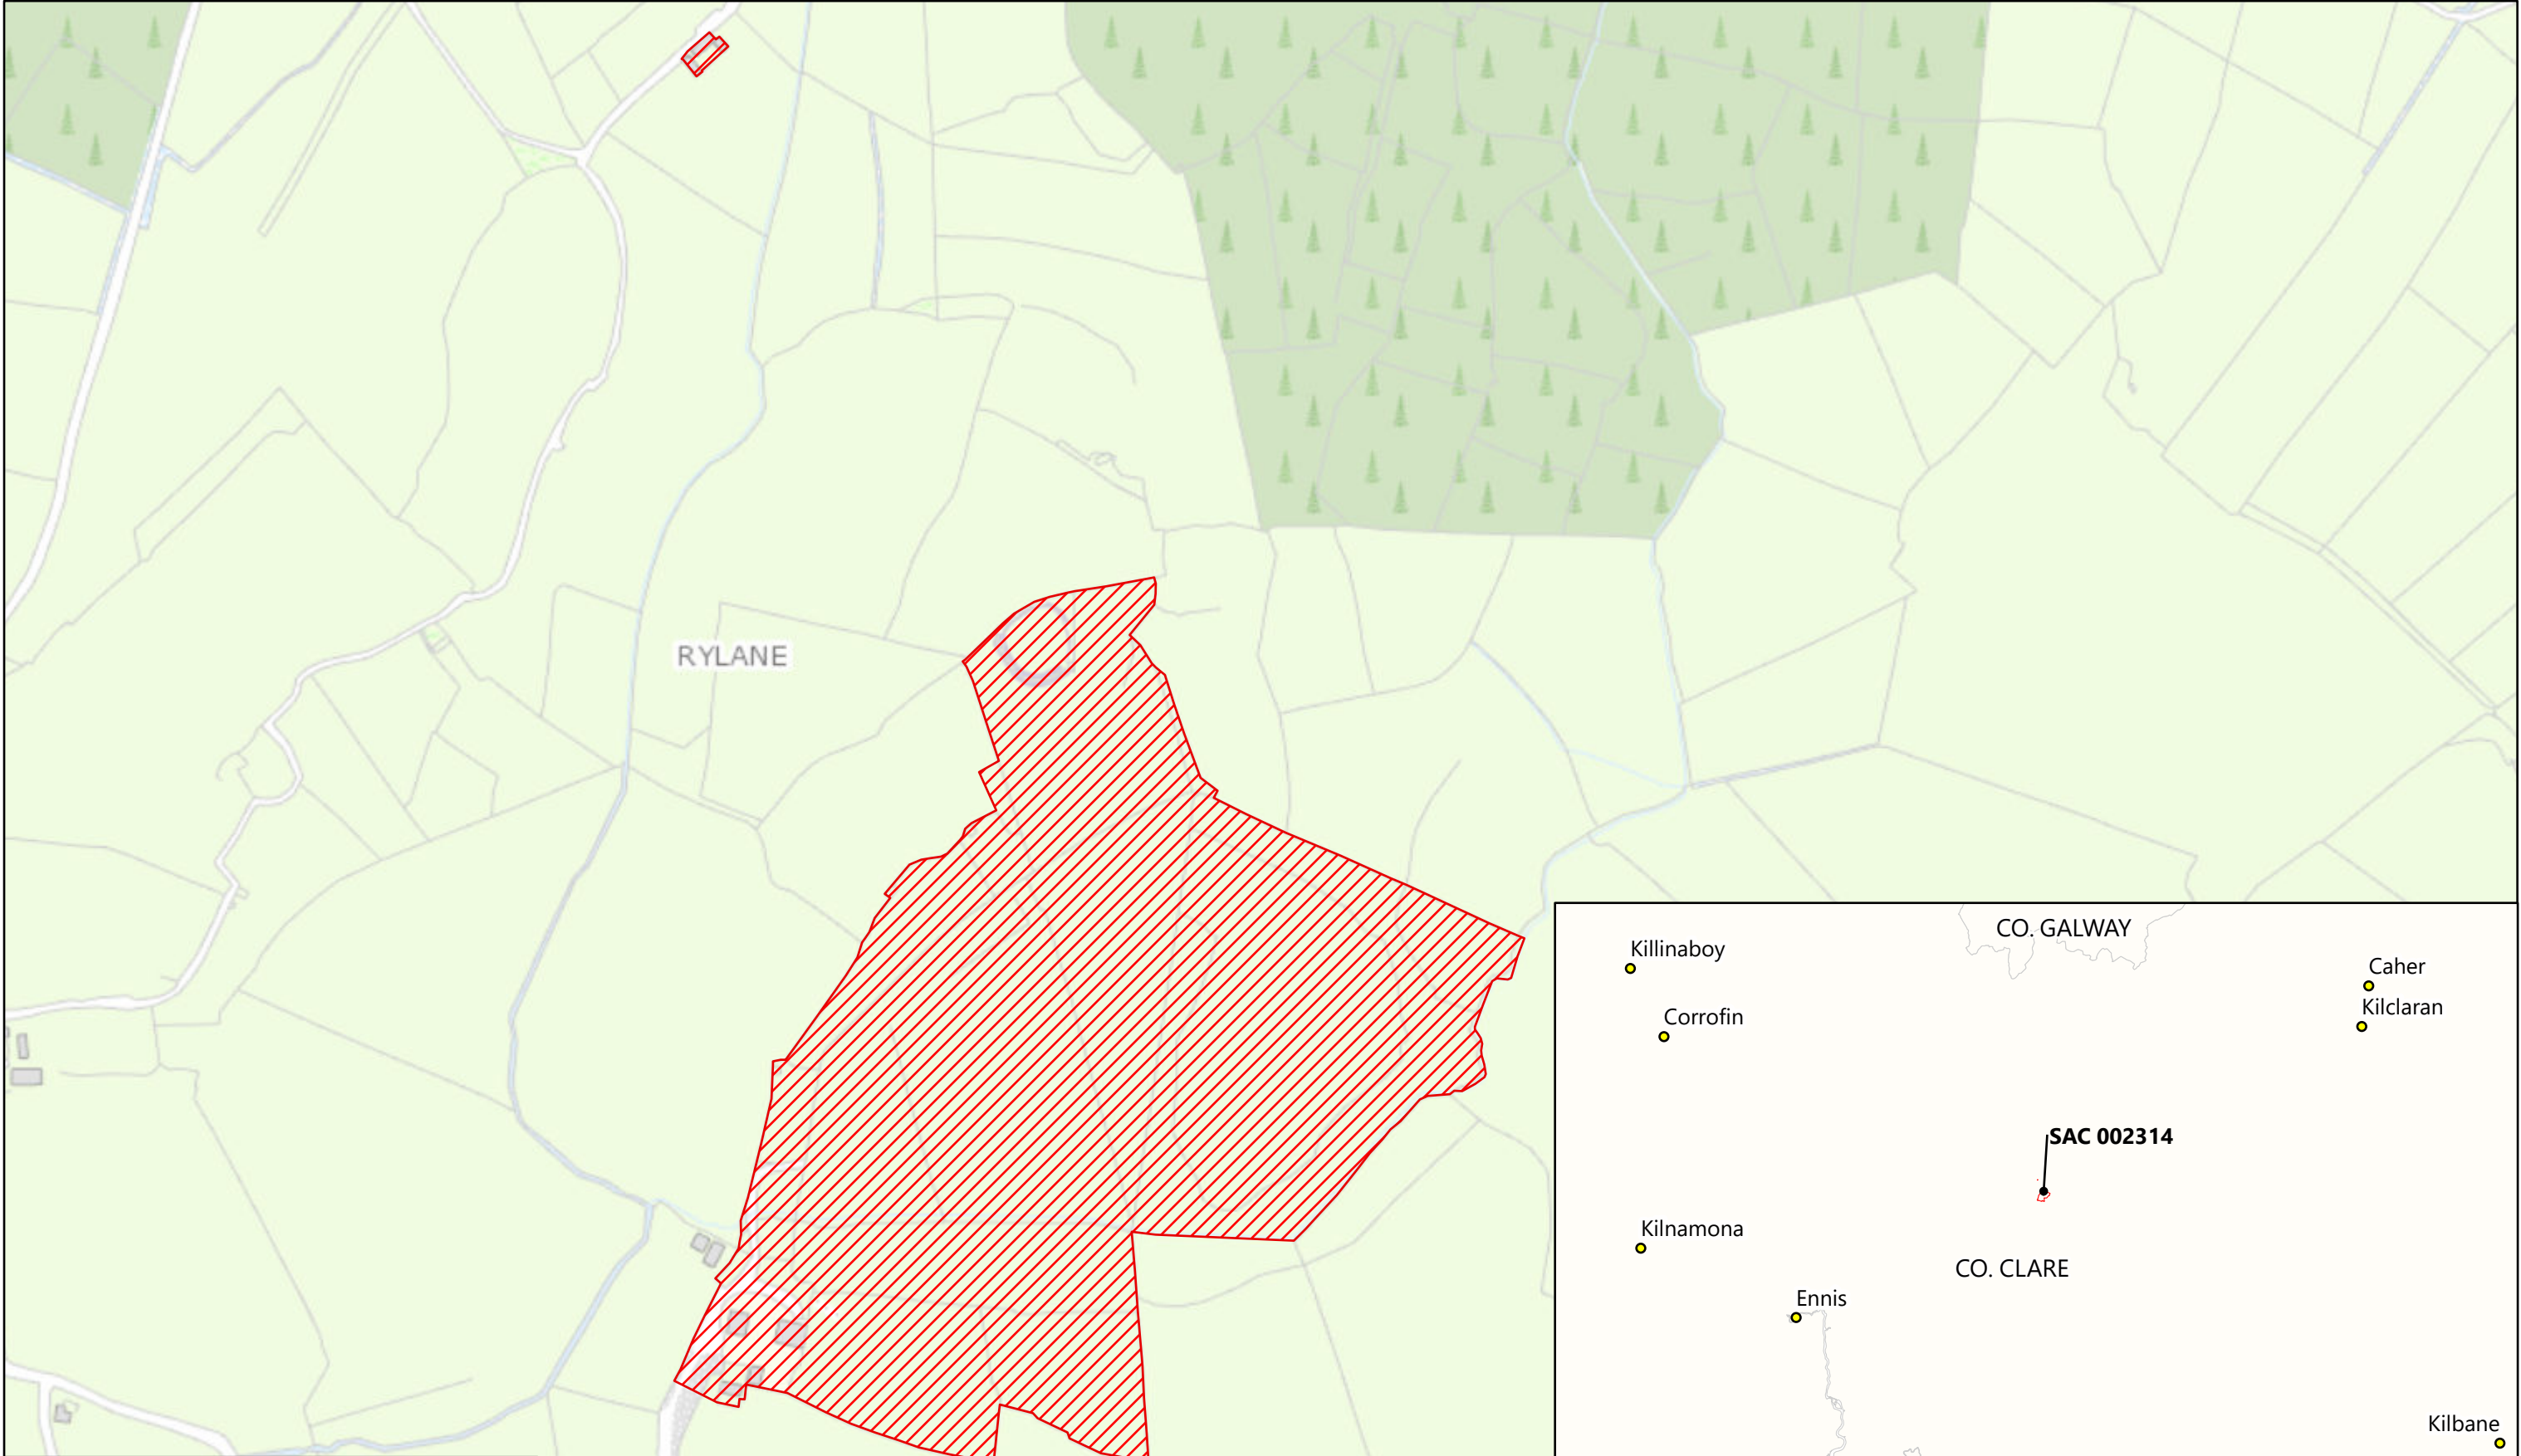 RYLANE
CO. GALWAY
Killinaboy
Caher
Kilclaran
Corrofin
SAC 002314
Kilnamona
CO. CLARE
Ennis
Kilbane